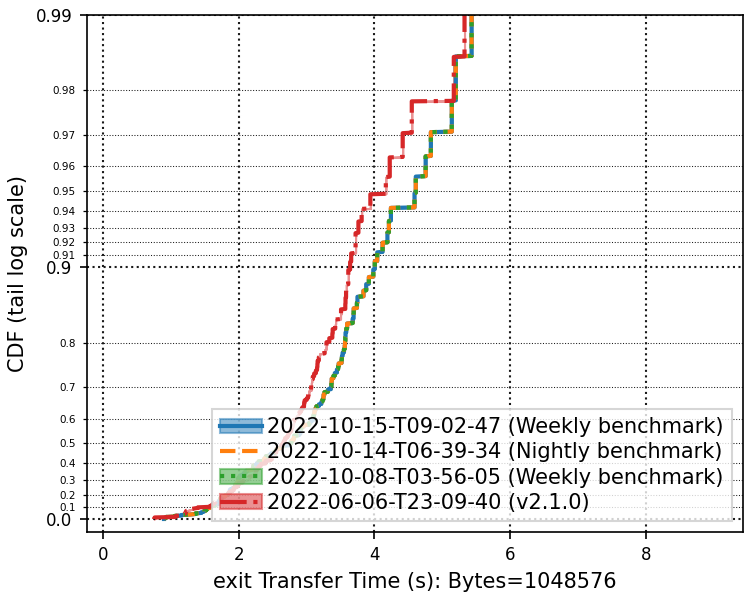 0.99
0.98
0.97
0.96
0.95
0.94
0.93
0.92
0.91
0.9
0.8
0.7
0.6
0.5
0.4
0.3
0.2
0.1
0.0
CDF (tail log scale)
2022-10-15-T09-02-47 (Weekly benchmark)
2022-10-14-T06-39-34 (Nightly benchmark)
2022-10-08-T03-56-05 (Weekly benchmark)
2022-06-06-T23-09-40 (v2.1.0)
0 2 4 6 8
exit Transfer Time (s): Bytes=1048576